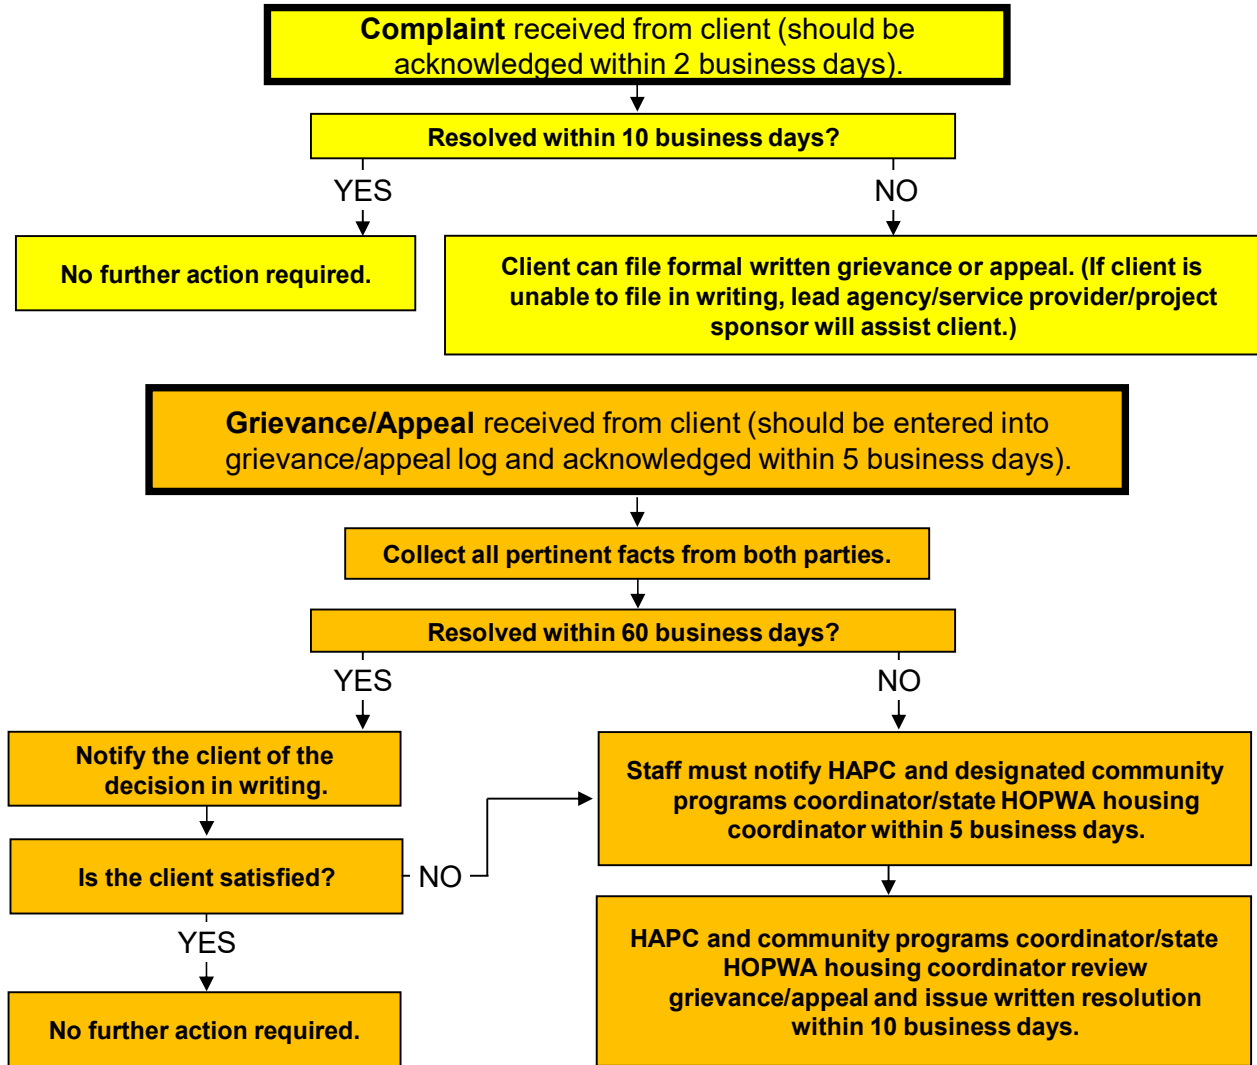 Complaint received from client (should be
acknowledged within 2 business days).
Resolved within 10 business days?
YES
NO
No further action required.
Client can file formal written grievance or appeal. (If client is
unable to file in writing, lead agency/service provider/project
sponsor will assist client.)
Grievance/Appeal received from client (should be entered into
grievance/appeal log and acknowledged within 5 business days).
Collect all pertinent facts from both parties.
Resolved within 60 business days?
YES
NO
Notify the client of the
decision in writing.
Staff must notify HAPC and designated community
programs coordinator/state HOPWA housing
coordinator within 5 business days.
Is the client satisfied?
NO
YES
No further action required.
HAPC and community programs coordinator/state
HOPWA housing coordinator review
grievance/appeal and issue written resolution
within 10 business days.